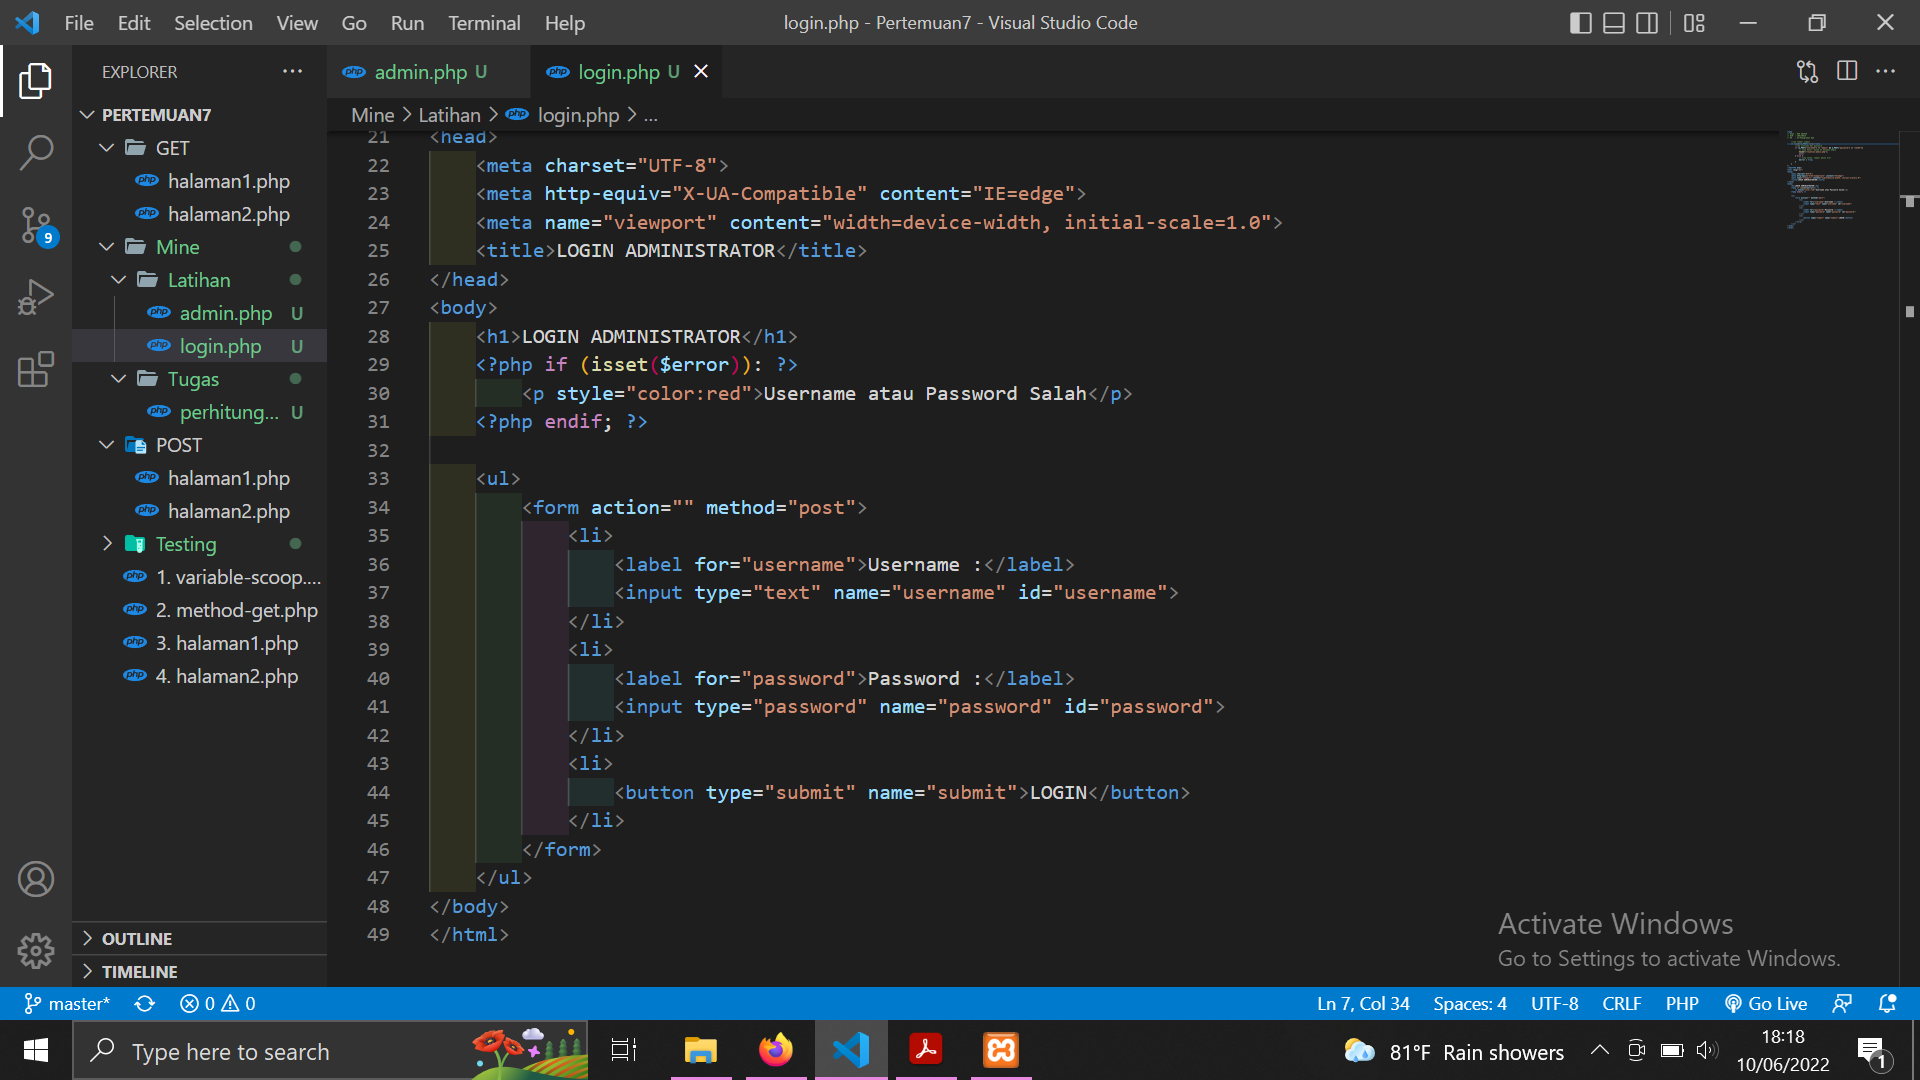 File Edit Selection View Go Run Terminal Help
login.php - Pertemuan7 - Visual Studio Code
EXPLORER
PERTEMUAN7
GET
halaman1.php
halaman2.php
Mine
Latihan
admin.php U
login.php U
Tugas
perhitung... U
POST
halaman1.php
halaman2.php
Testing
1. variable-scoop....
2. method-get.php
3. halaman1.php
4. halaman2.php
OUTLINE
TIMELINE
9
admin.php U
login.php U
Mine > Latihan > login.php > ...
21 <head>
22 <meta charset="UTF-8">
23 <meta http-equiv="X-UA-Compatible" content="IE=edge">
24 <meta name="viewport" content="width=device-width, initial-scale=1.0">
25 <title>LOGIN ADMINISTRATOR</title>
26 </head>
27 <body>
28 <h1>LOGIN ADMINISTRATOR</h1>
29 <?php if (isset($error)): ?>
30 <p style="color:red">Username atau Password Salah</p>
31 <?php endif; ?>
32
33 <ul>
34 <form action="" method="post">
35 <li>
36 <label for="username">Username :</label>
37 <input type="text" name="username" id="username">
38 </li>
39 <li>
40 <label for="password">Password :</label>
41 <input type="password" name="password" id="password">
42 </li>
43 <li>
44 <button type="submit" name="submit">LOGIN</button>
45 </li>
46 </form>
47 </ul>
48 </body>
49 </html>
Activate Windows
Go to Settings to activate Windows.
master* 0 0
Ln 7, Col 34 Spaces: 4 UTF-8 CRLF PHP Go Live
Type here to search
81°F Rain showers
18:18
10/06/2022
1